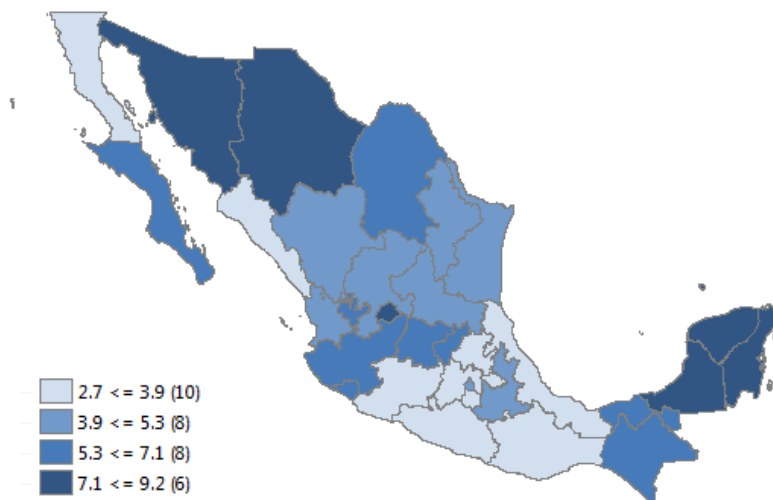 2.7 <= 3.9 (10)
3.9 <= 5.3 (8)
5.3 <= 7.1 (8)
7.1 <= 9.2 (6)